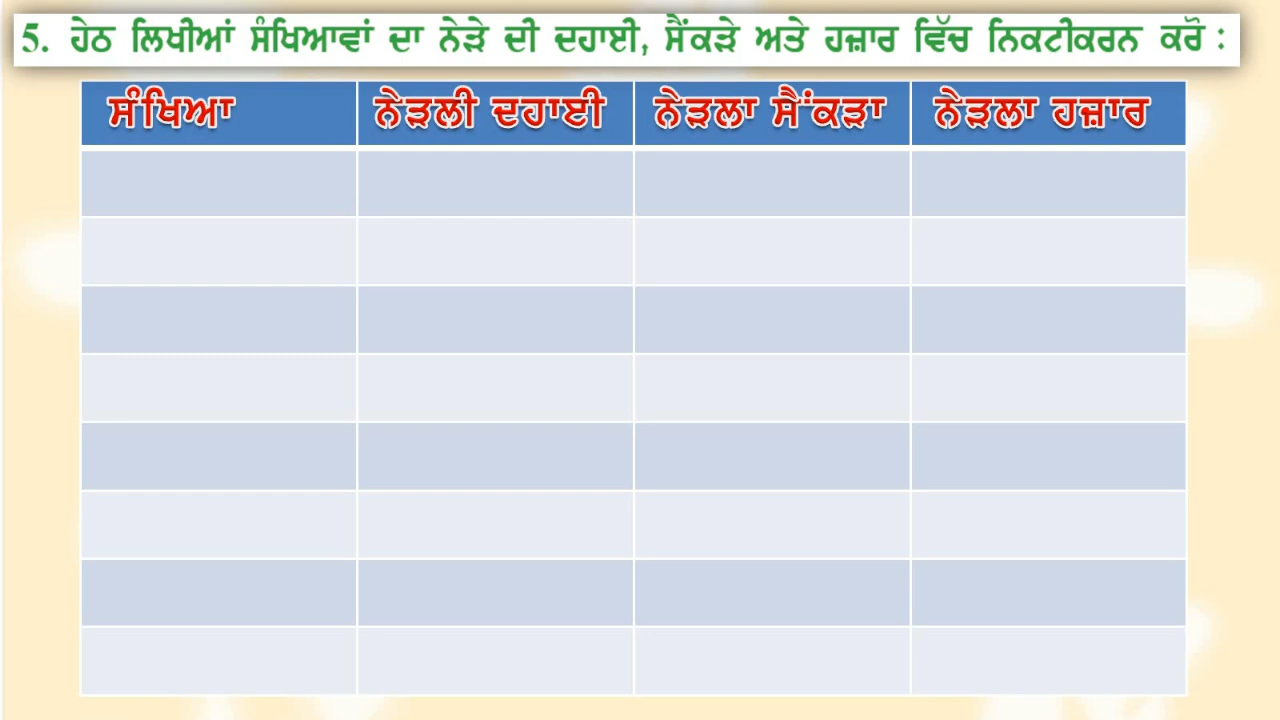 5. ਹੇਠ ਲਿਖੀਆਂ ਸੰਖਿਆਵਾਂ ਦਾ ਨੇੜੇ ਦੀ ਦਹਾਈ, ਸੈਂਕੜੇ ਅਤੇ ਹਜ਼ਾਰ ਵਿੱਚ ਨਿਕਟੀਕਰਨ ਕਰੋ :
ਸੰਖਿਆ ਨੇੜਲੀ ਦਹਾਈ ਨੇੜਲਾ ਸੈਂਕੜਾ ਨੇੜਲਾ ਹਜ਼ਾਰ